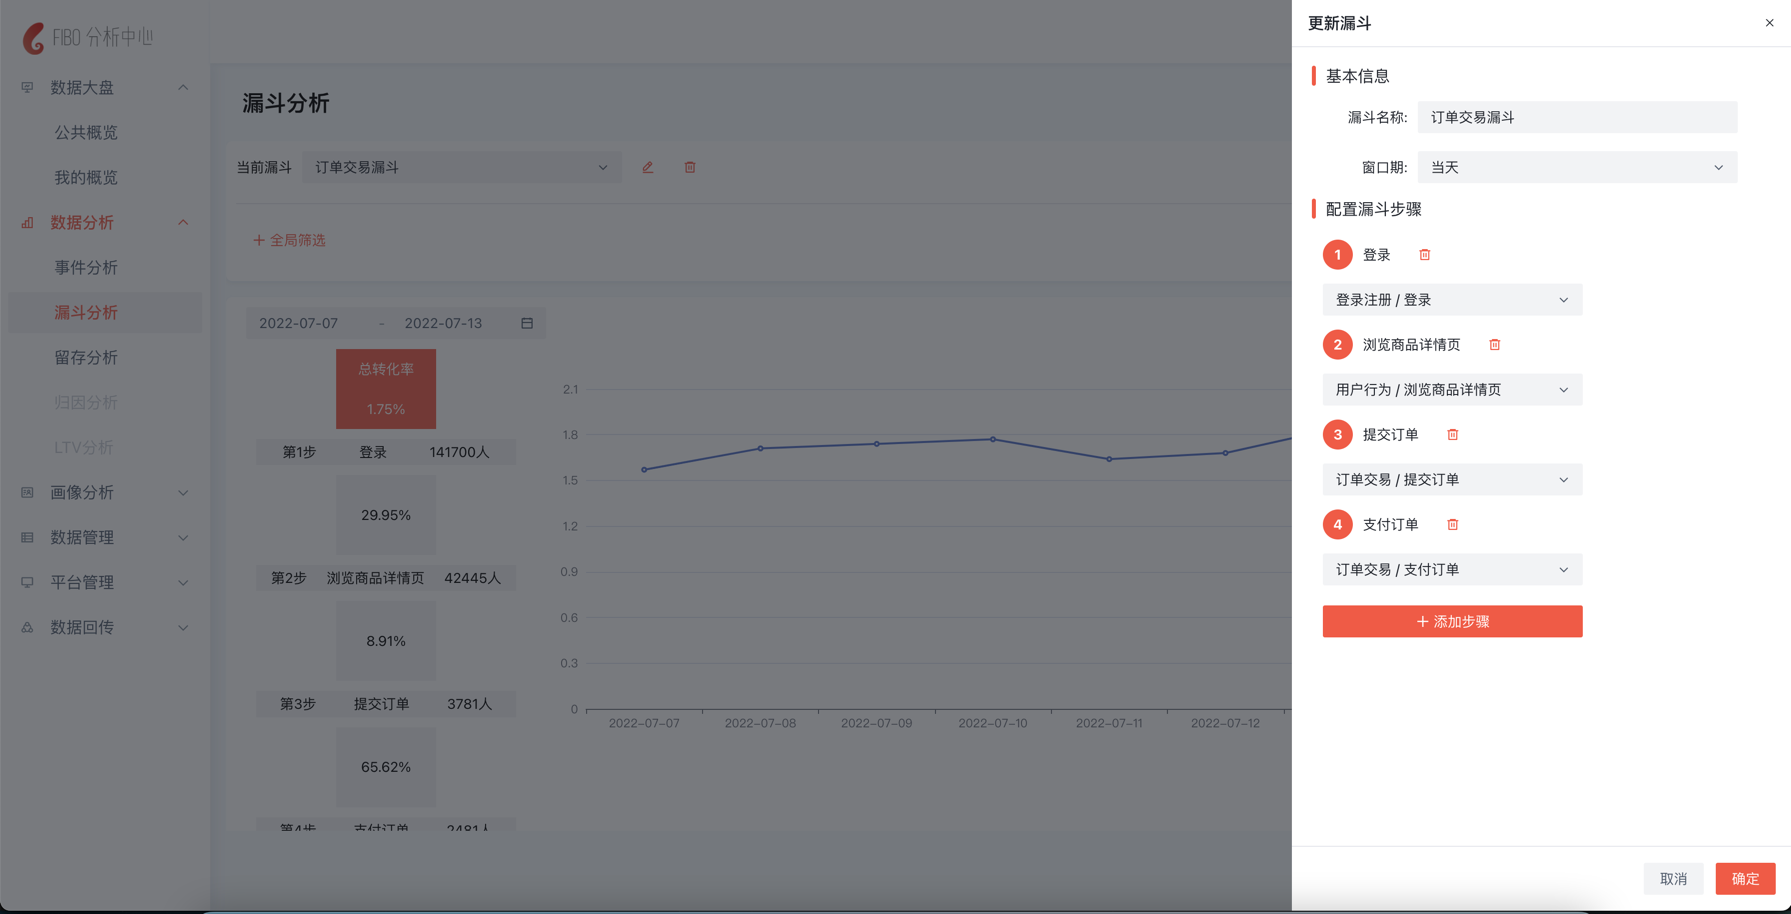 FIBO 分析中心
数据大盘
公共概览
我的概览
数据分析
事件分析
漏斗分析
留存分析
归因分析
LTV分析
画像分析
数据管理
平台管理
数据回传
漏斗分析
当前漏斗 订单交易漏斗
+ 全局筛选
2022-07-07 - 2022-07-13
总转化率
1.75%
第1步 登录 141700人
29.95%
第2步 浏览商品详情页 42445人
8.91%
第3步 提交订单 3781人
65.62%
第4步 支付订单 2481人
2.1
1.8
1.5
1.2
0.9
0.6
0.3
0
2022-07-07 2022-07-08 2022-07-09 2022-07-10 2022-07-11 2022-07-12
更新漏斗
基本信息
漏斗名称: 订单交易漏斗
窗口期: 当天
配置漏斗步骤
1 登录
登录注册 / 登录
2 浏览商品详情页
用户行为 / 浏览商品详情页
3 提交订单
订单交易 / 提交订单
4 支付订单
订单交易 / 支付订单
+ 添加步骤
取消 确定